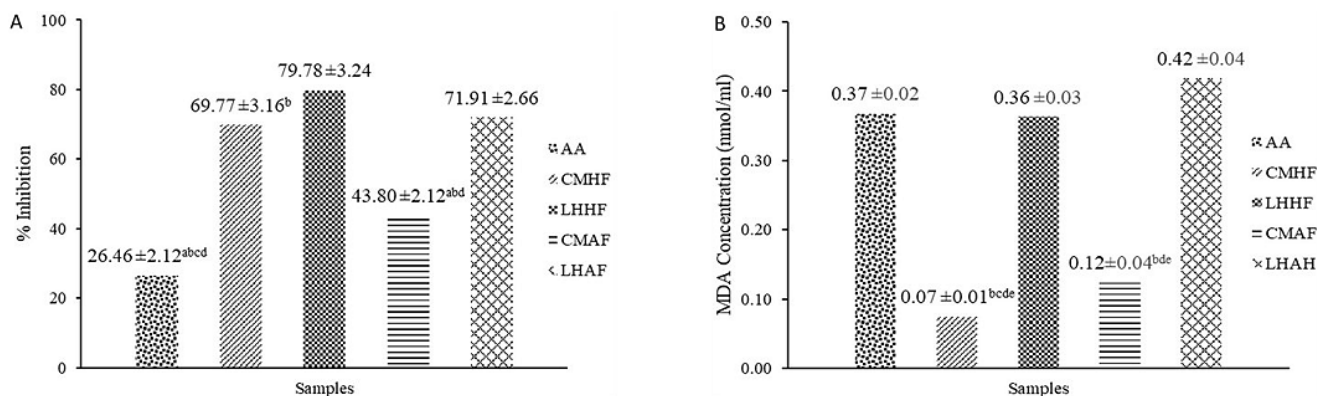 A
100
80
60
40
20
0
% Inhibition
26.46 ±2.12abcd
69.77 ±3.16b
79.78 ±3.24
43.80 ±2.12abd
71.91 ±2.66
Samples
AA
CMHF
LHHF
CMAF
LHAF
B
0.50
0.40
0.30
0.20
0.10
0.00
MDA Concentration (nmol/ml)
0.37 ±0.02
0.07 ±0.01bcde
0.36 ±0.03
0.12±0.04bde
0.42 ±0.04
Samples
AA
CMHF
LHHF
CMAF
LHAH